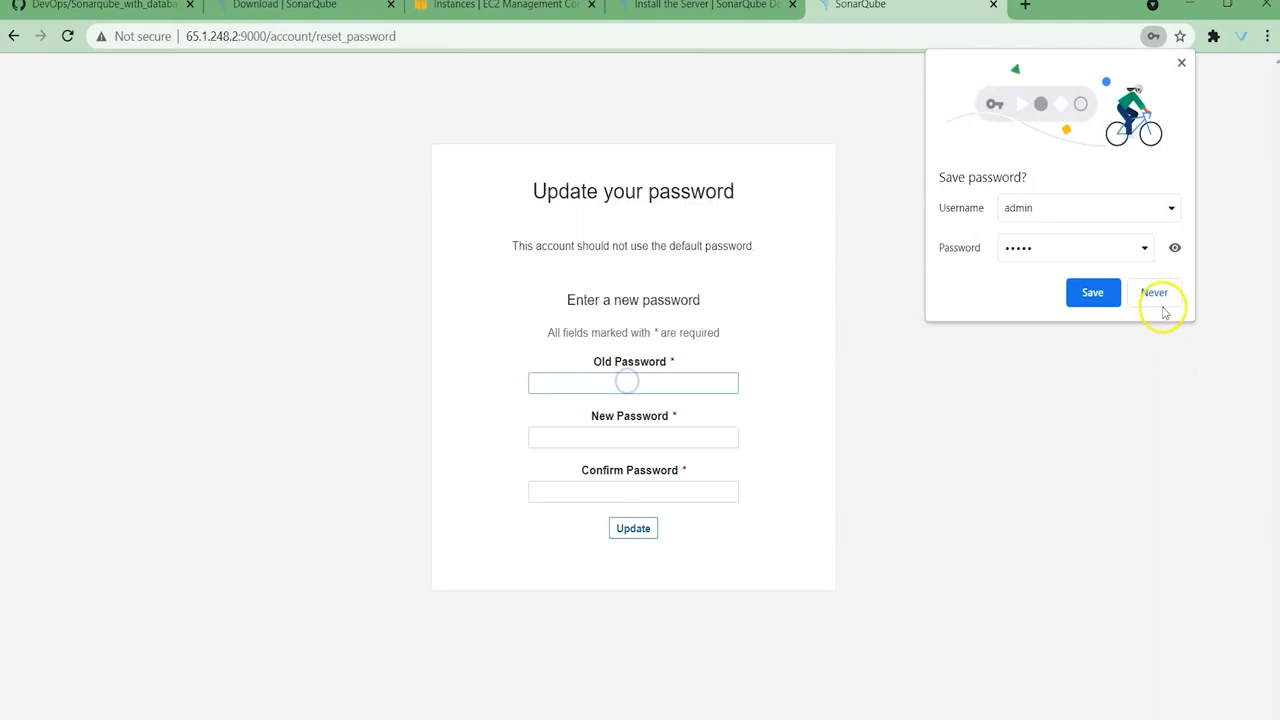 DevOps/Sonarqube_with_databa
Download | SonarQube
Instances | EC2 Management Con
Install the Server | SonarQube Do
SonarQube
Not secure | 65.1.248.2:9000/account/reset_password
Save password?
Username admin
Password •••••
Save Never
Update your password
This account should not use the default password.
Enter a new password
All fields marked with * are required
Old Password *
New Password *
Confirm Password *
Update